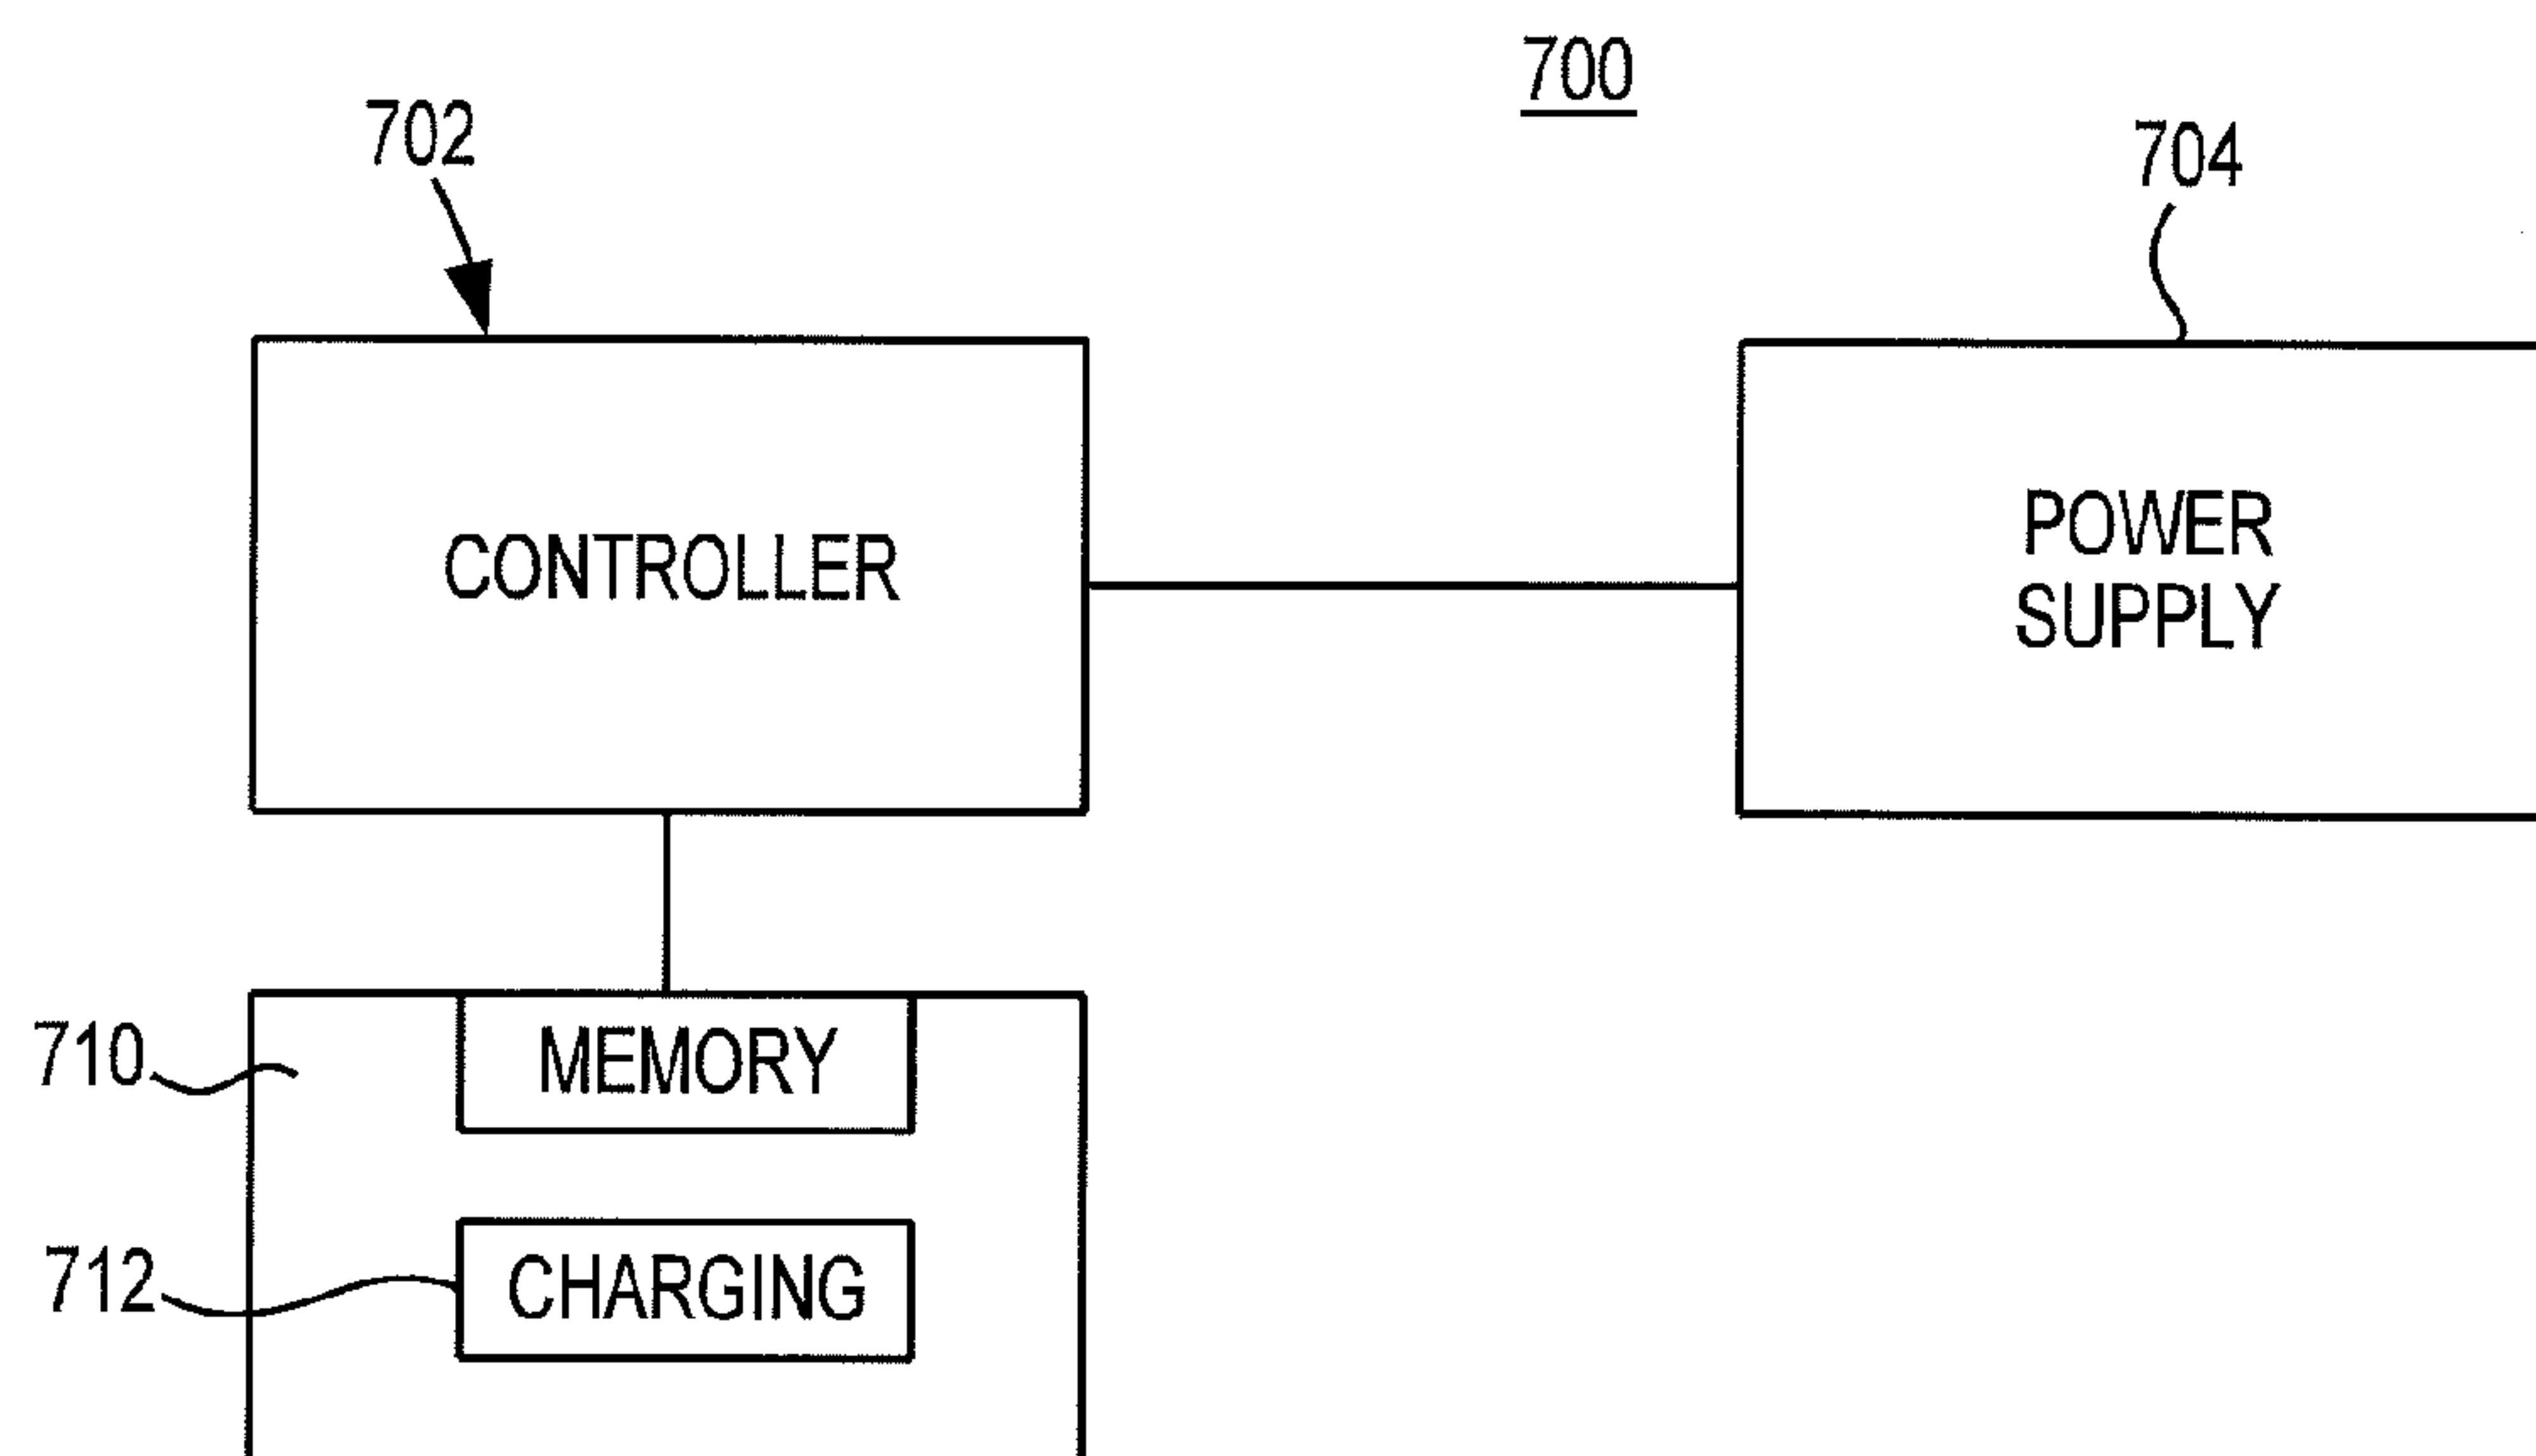 700
702
704
CONTROLLER
POWER
SUPPLY
710
MEMORY
712
CHARGING